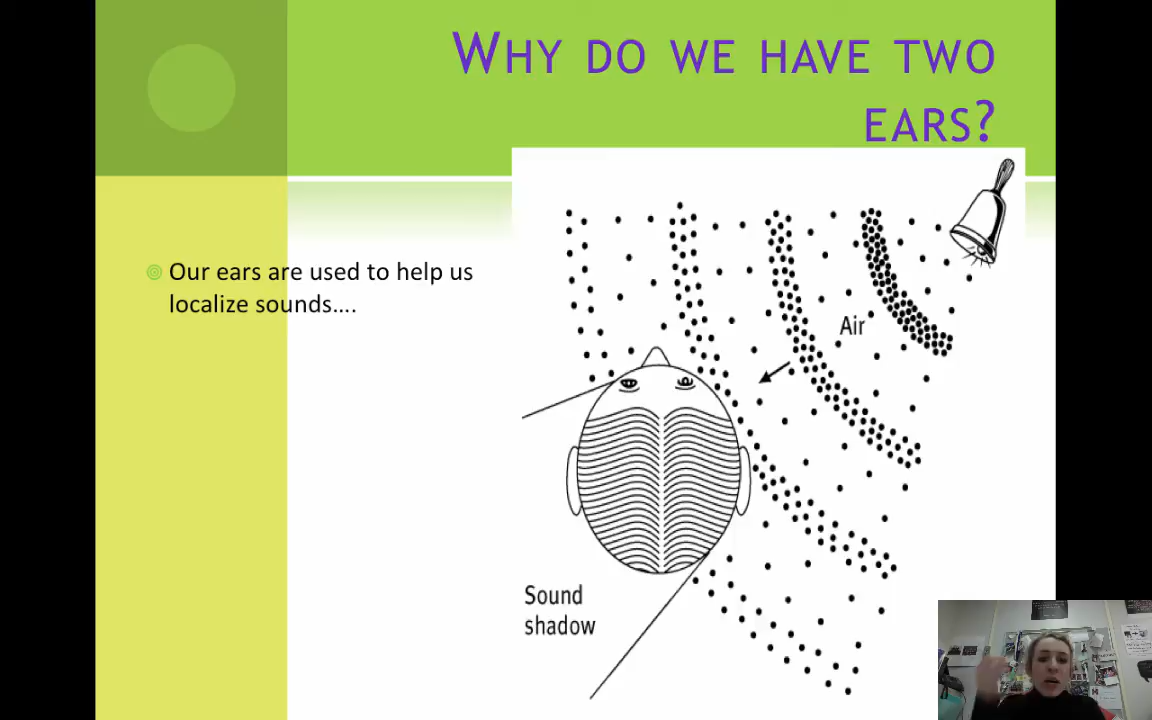 WHY DO WE HAVE TWO
EARS?
Our ears are used to help us
localize sounds....
Air
Sound
shadow